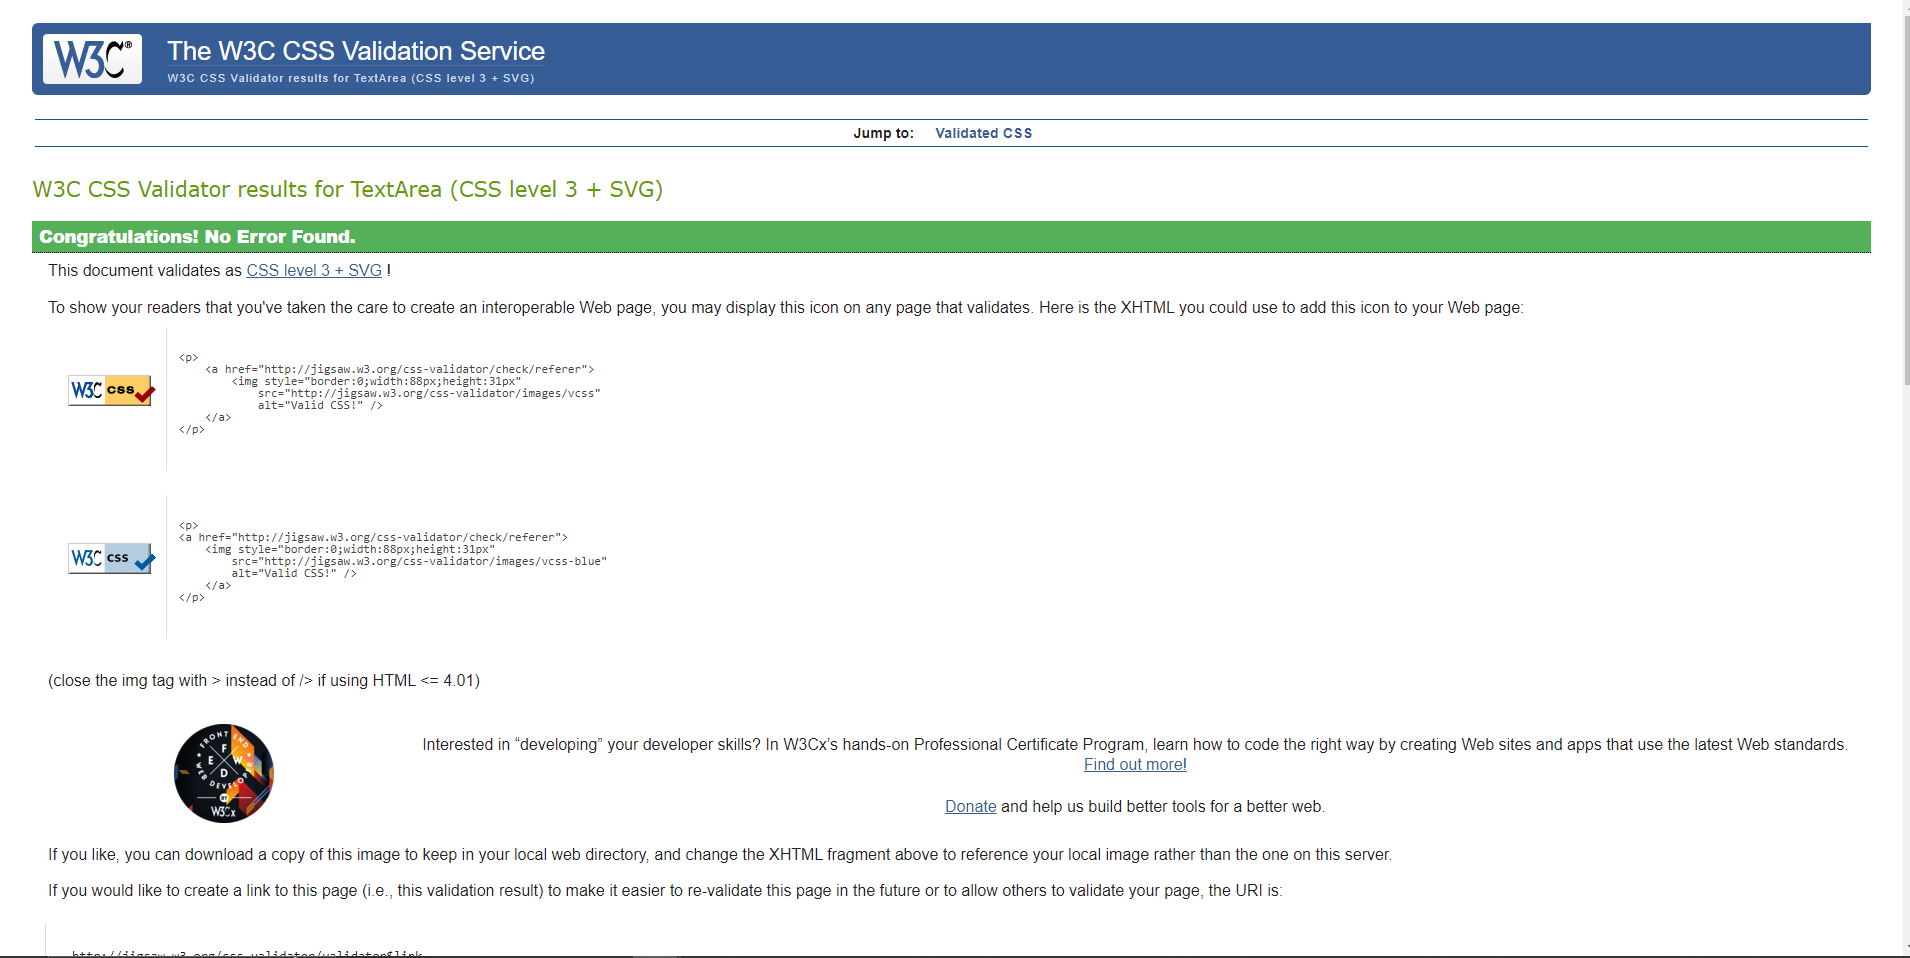 W3C®
The W3C CSS Validation Service
W3C CSS Validator results for TextArea (CSS level 3 + SVG)
Jump to: Validated CSS
W3C CSS Validator results for TextArea (CSS level 3 + SVG)
Congratulations! No Error Found.
This document validates as CSS level 3 + SVG !
To show your readers that you've taken the care to create an interoperable Web page, you may display this icon on any page that validates. Here is the XHTML you could use to add this icon to your Web page:
W3C css
<p>
<a href="http://jigsaw.w3.org/css-validator/check/referer">
<img style="border:0;width:88px;height:31px"
src="http://jigsaw.w3.org/css-validator/images/vcss"
alt="Valid CSS!" />
</a>
</p>
W3C css
<p>
<a href="http://jigsaw.w3.org/css-validator/check/referer">
<img style="border:0;width:88px;height:31px"
src="http://jigsaw.w3.org/css-validator/images/vcss-blue"
alt="Valid CSS!" />
</a>
</p>
(close the img tag with > instead of /> if using HTML <= 4.01)
FRONT END
F
E W
D
WEB DEVELOPER
W3Cx
Interested in “developing” your developer skills? In W3Cx’s hands-on Professional Certificate Program, learn how to code the right way by creating Web sites and apps that use the latest Web standards.
Find out more!
Donate and help us build better tools for a better web.
If you like, you can download a copy of this image to keep in your local web directory, and change the XHTML fragment above to reference your local image rather than the one on this server.
If you would like to create a link to this page (i.e., this validation result) to make it easier to re-validate this page in the future or to allow others to validate your page, the URI is:
http://jigsaw.w3.org/css-validator/validator$link